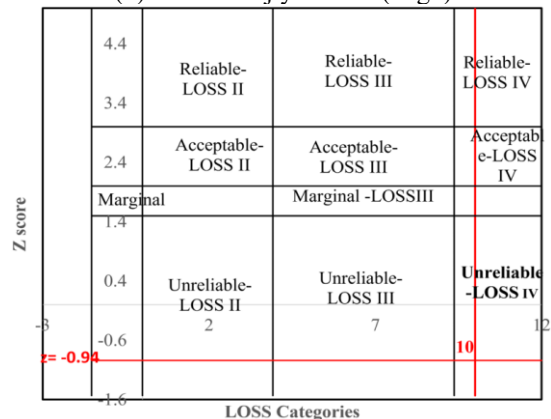 4.4
Reliable-
LOSS II
Reliable-
LOSS III
Reliable-
LOSS IV
3.4
Acceptable-
LOSS II
Acceptable-
LOSS III
Acceptabl
e-LOSS
IV
2.4
Marginal
Marginal -LOSSIII
1.4
Z score
0.4
Unreliable-
LOSS II
Unreliable-
LOSS III
Unreliable
-LOSS IV
-3
2
7
12
-0.6
10
z= -0.94
-1.6
LOSS Categories